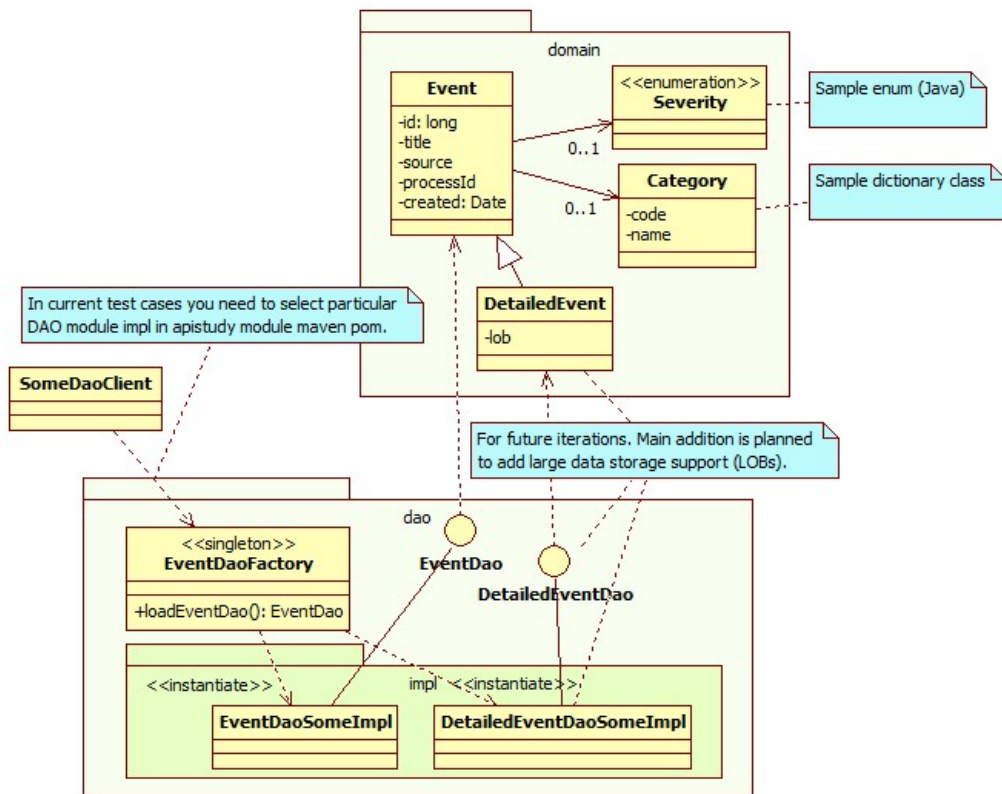 domain
Event
-id: long
-title
-source
-processId
-created: Date
<<enumeration>>
Severity
0..1
Sample enum (Java)
Category
-code
-name
0..1
Sample dictionary class
DetailedEvent
-lob
In current test cases you need to select particular
DAO module impl in apistudy module maven pom.
SomeDaoClient
For future iterations. Main addition is planned
to add large data storage support (LOBs).
dao
<<singleton>>
EventDaoFactory
+loadEventDao(): EventDao
EventDao
DetailedEventDao
<<instantiate>>
impl
<<instantiate>>
EventDaoSomeImpl
DetailedEventDaoSomeImpl